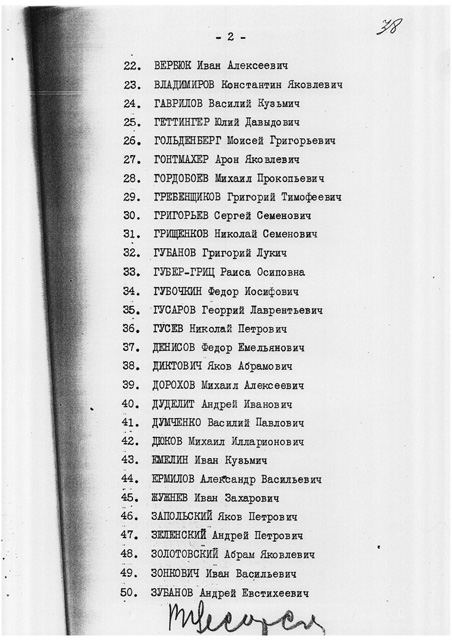 - 2 -
38
22. ВЕРБЮК Иван Алексеевич
23. ВЛАДИМИРОВ Константин Яковлевич
24. ГАВРИЛОВ Василий Кузьмич
25. ГЕТТИНГЕР Юлий Давыдович
26. ГОЛЬДЕНБЕРГ Моисей Григорьевич
27. ГОНТМАХЕР Арон Яковлевич
28. ГОРДОБОЕВ Михаил Прокопьевич
29. ГРЕБЕНЩИКОВ Григорий Тимофеевич
30. ГРИГОРЬЕВ Сергей Семенович
31. ГРИЩЕНКОВ Николай Семенович
32. ГУБАНОВ Григорий Лукич
33. ГУБЕР-ГРИЦ Раиса Осиповна
34. ГУБОЧКИН Федор Иосифович
35. ГУСАРОВ Георрий Лаврентьевич
36. ГУСЕВ Николай Петрович
37. ДЕНИСОВ Федор Емельянович
38. ДИКТОВИЧ Яков Абрамович
39. ДОРОХОВ Михаил Алексеевич
40. ДУДЕЛИТ Андрей Иванович
41. ДУМЧЕНКО Василий Павлович
42. ДЮКОВ Михаил Илларионович
43. ЕМЕЛИН Иван Кузьмич
44. ЕРМИЛОВ Александр Васильевич
45. ЖУЖНЕВ Иван Захарович
46. ЗАПОЛЬСКИЙ Яков Петрович
47. ЗЕЛЕНСКИЙ Андрей Петрович
48. ЗОЛОТОВСКИЙ Абрам Яковлевич
49. ЗОНКОВИЧ Иван Васильевич
50. ЗУБАНОВ Андрей Евстихеевич